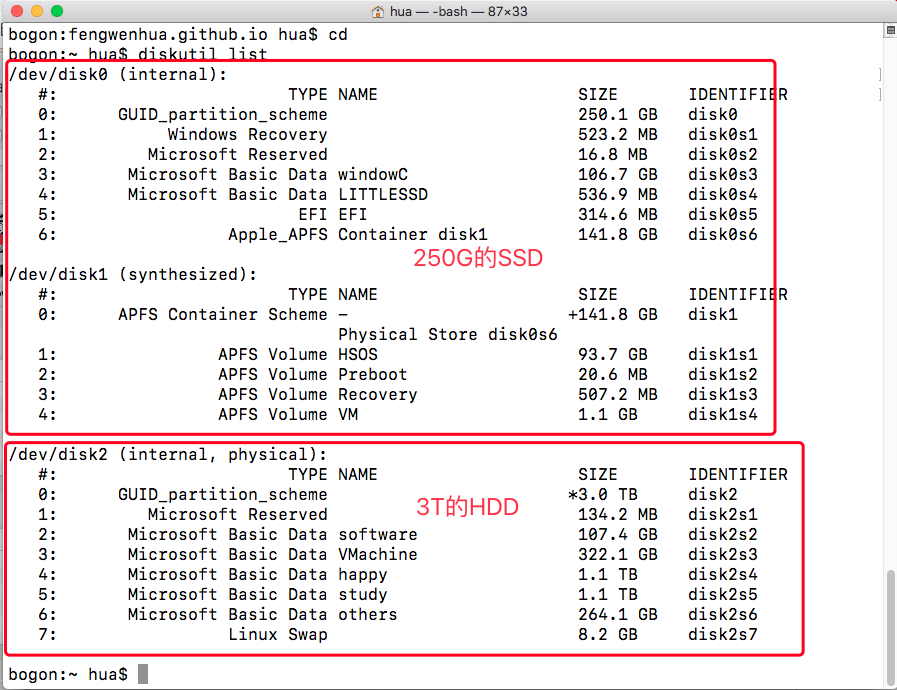 hua — -bash — 87×33
bogon:fengwenhua.github.io hua$ cd
bogon:~ hua$ diskutil list
/dev/disk0 (internal):
#: TYPE NAME SIZE IDENTIFIER
0: GUID_partition_scheme 250.1 GB disk0
1: Windows Recovery 523.2 MB disk0s1
2: Microsoft Reserved 16.8 MB disk0s2
3: Microsoft Basic Data windowC 106.7 GB disk0s3
4: Microsoft Basic Data LITTLESSD 536.9 MB disk0s4
5: EFI EFI 314.6 MB disk0s5
6: Apple_APFS Container disk1 141.8 GB disk0s6
250G的SSD
/dev/disk1 (synthesized):
#: TYPE NAME SIZE IDENTIFIER
0: APFS Container Scheme - +141.8 GB disk1
Physical Store disk0s6
1: APFS Volume HSOS 93.7 GB disk1s1
2: APFS Volume Preboot 20.6 MB disk1s2
3: APFS Volume Recovery 507.2 MB disk1s3
4: APFS Volume VM 1.1 GB disk1s4
/dev/disk2 (internal, physical):
#: TYPE NAME SIZE IDENTIFIER
0: GUID_partition_scheme *3.0 TB disk2
3T的HDD
1: Microsoft Reserved 134.2 MB disk2s1
2: Microsoft Basic Data software 107.4 GB disk2s2
3: Microsoft Basic Data VMachine 322.1 GB disk2s3
4: Microsoft Basic Data happy 1.1 TB disk2s4
5: Microsoft Basic Data study 1.1 TB disk2s5
6: Microsoft Basic Data others 264.1 GB disk2s6
7: Linux Swap 8.2 GB disk2s7
bogon:~ hua$